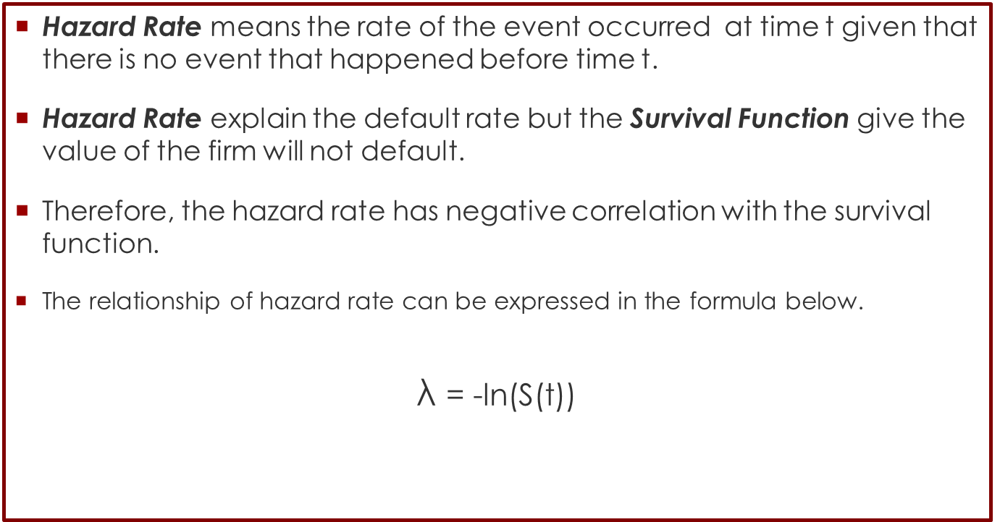 ▪ Hazard Rate means the rate of the event occurred at time t given that
there is no event that happened before time t.
▪ Hazard Rate explain the default rate but the Survival Function give the
value of the firm will not default.
▪ Therefore, the hazard rate has negative correlation with the survival
function.
▪ The relationship of hazard rate can be expressed in the formula below.
λ = -ln(S(t))